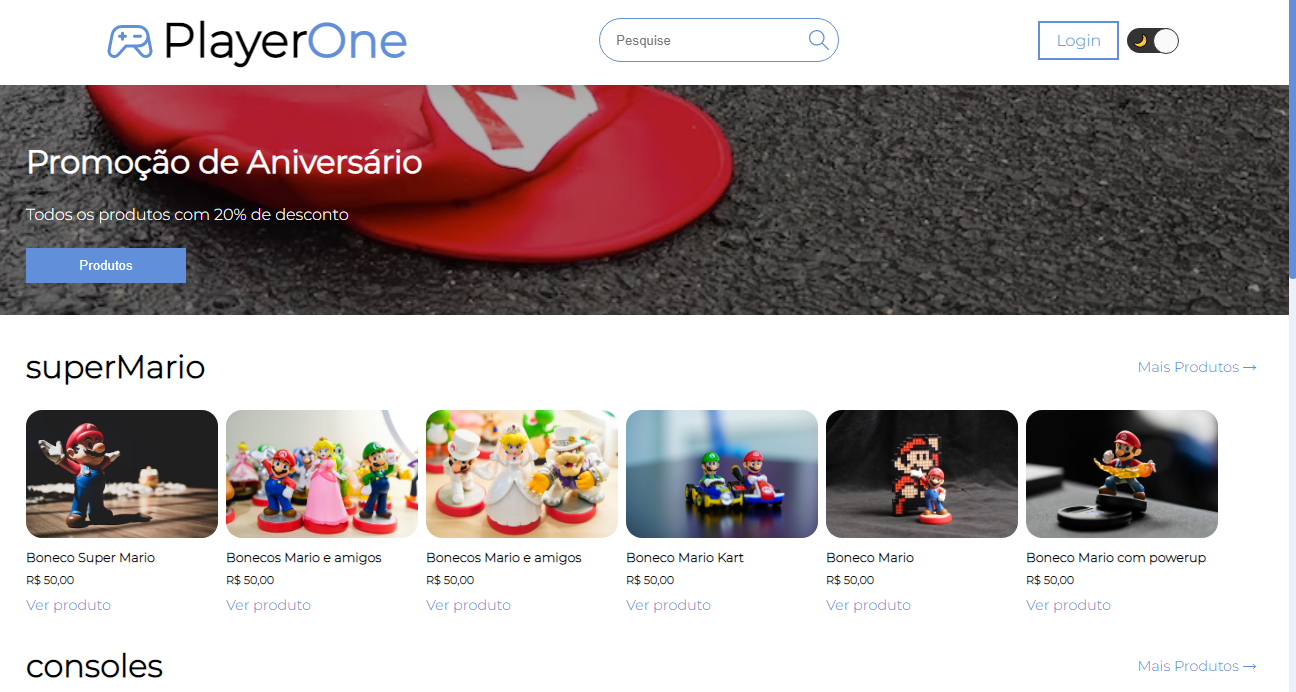 PlayerOne
Pesquise
Login
M
Promoção de Aniversário
Todos os produtos com 20% de desconto
Produtos
superMario
Mais Produtos →
Boneco Super Mario
R$ 50,00
Ver produto
Bonecos Mario e amigos
R$ 50,00
Ver produto
Bonecos Mario e amigos
R$ 50,00
Ver produto
Boneco Mario Kart
R$ 50,00
Ver produto
Boneco Mario
R$ 50,00
Ver produto
Boneco Mario com powerup
R$ 50,00
Ver produto
consoles
Mais Produtos →